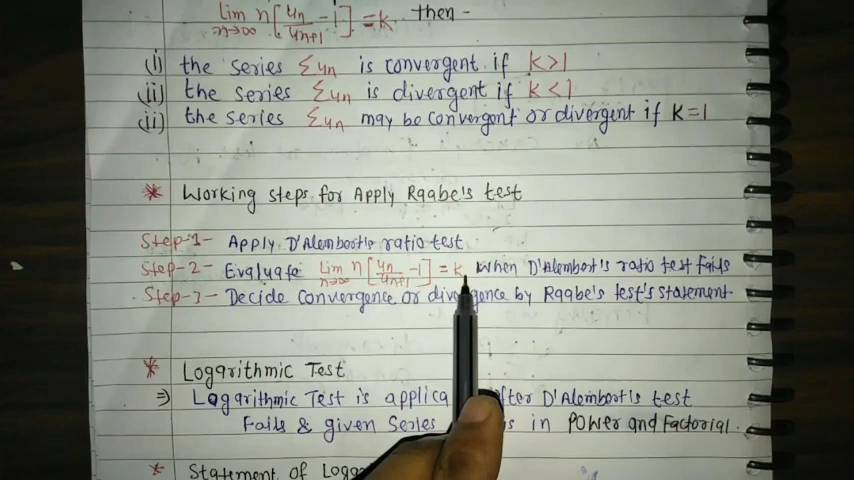 lim n→∞ n[un/un+1 - 1] = k then -
(i) the series Σun is convergent if K>1
(ii) the series Σun is divergent if K<1
(ii) the series Σun may be convergent or divergent if K=1
* Working steps for Apply Raabe's test
Step-1- Apply D'Alembert's ratio test
Step-2- Evaluate lim n→∞ n[un/un+1 - 1] = k, when D'Alembert's ratio test fails
Step-3- Decide convergence or divergence by Raabe's test's statement.
* Logarithmic Test
⇒ Logarithmic Test is applica after D'Alembert's test
Fails & given Series is in Power and Factorial.
* Statement of